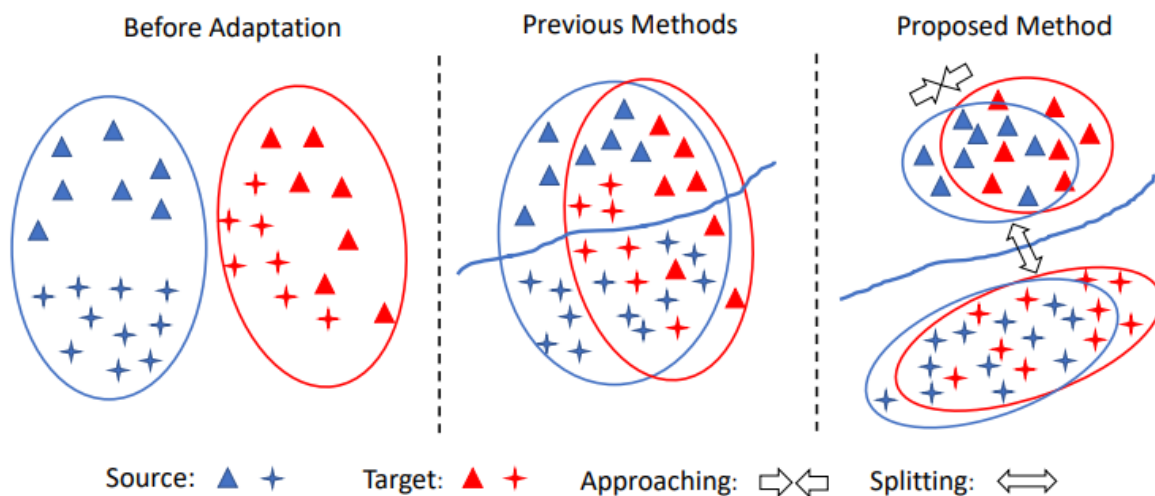 Before Adaptation
Previous Methods
Proposed Method
Source:
Target:
Approaching:
Splitting: